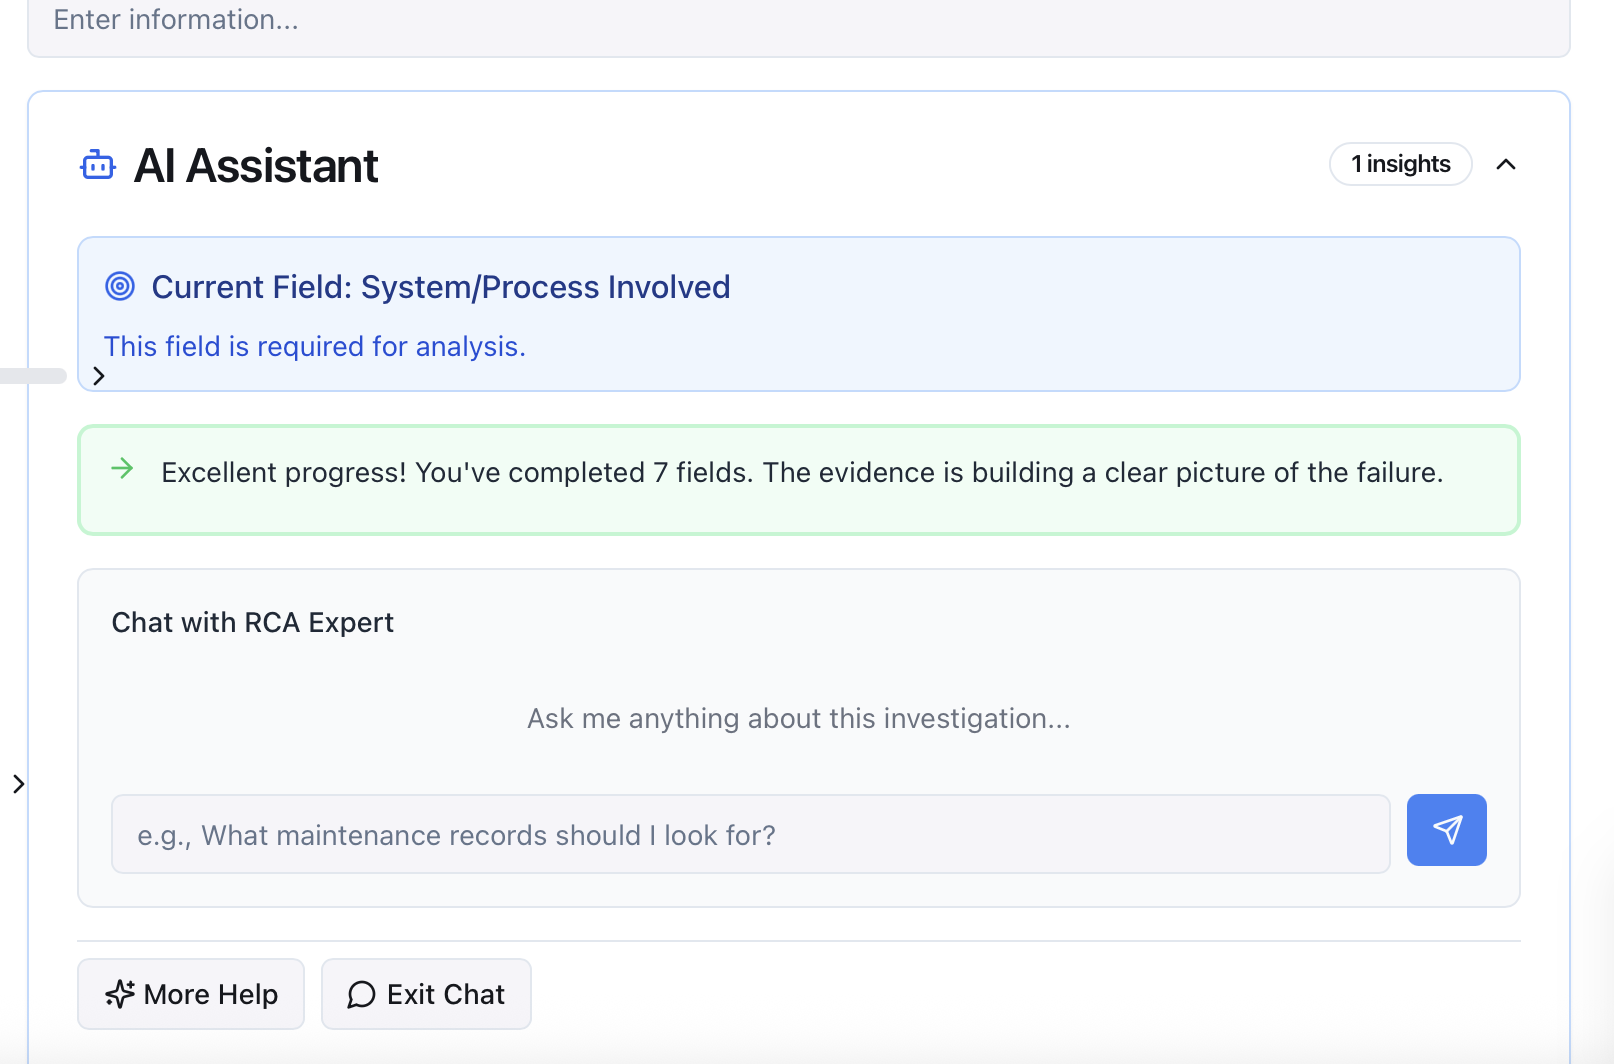 Enter information...
AI Assistant
1 insights
Current Field: System/Process Involved
This field is required for analysis.
Excellent progress! You've completed 7 fields. The evidence is building a clear picture of the failure.
Chat with RCA Expert
Ask me anything about this investigation...
e.g., What maintenance records should I look for?
More Help
Exit Chat